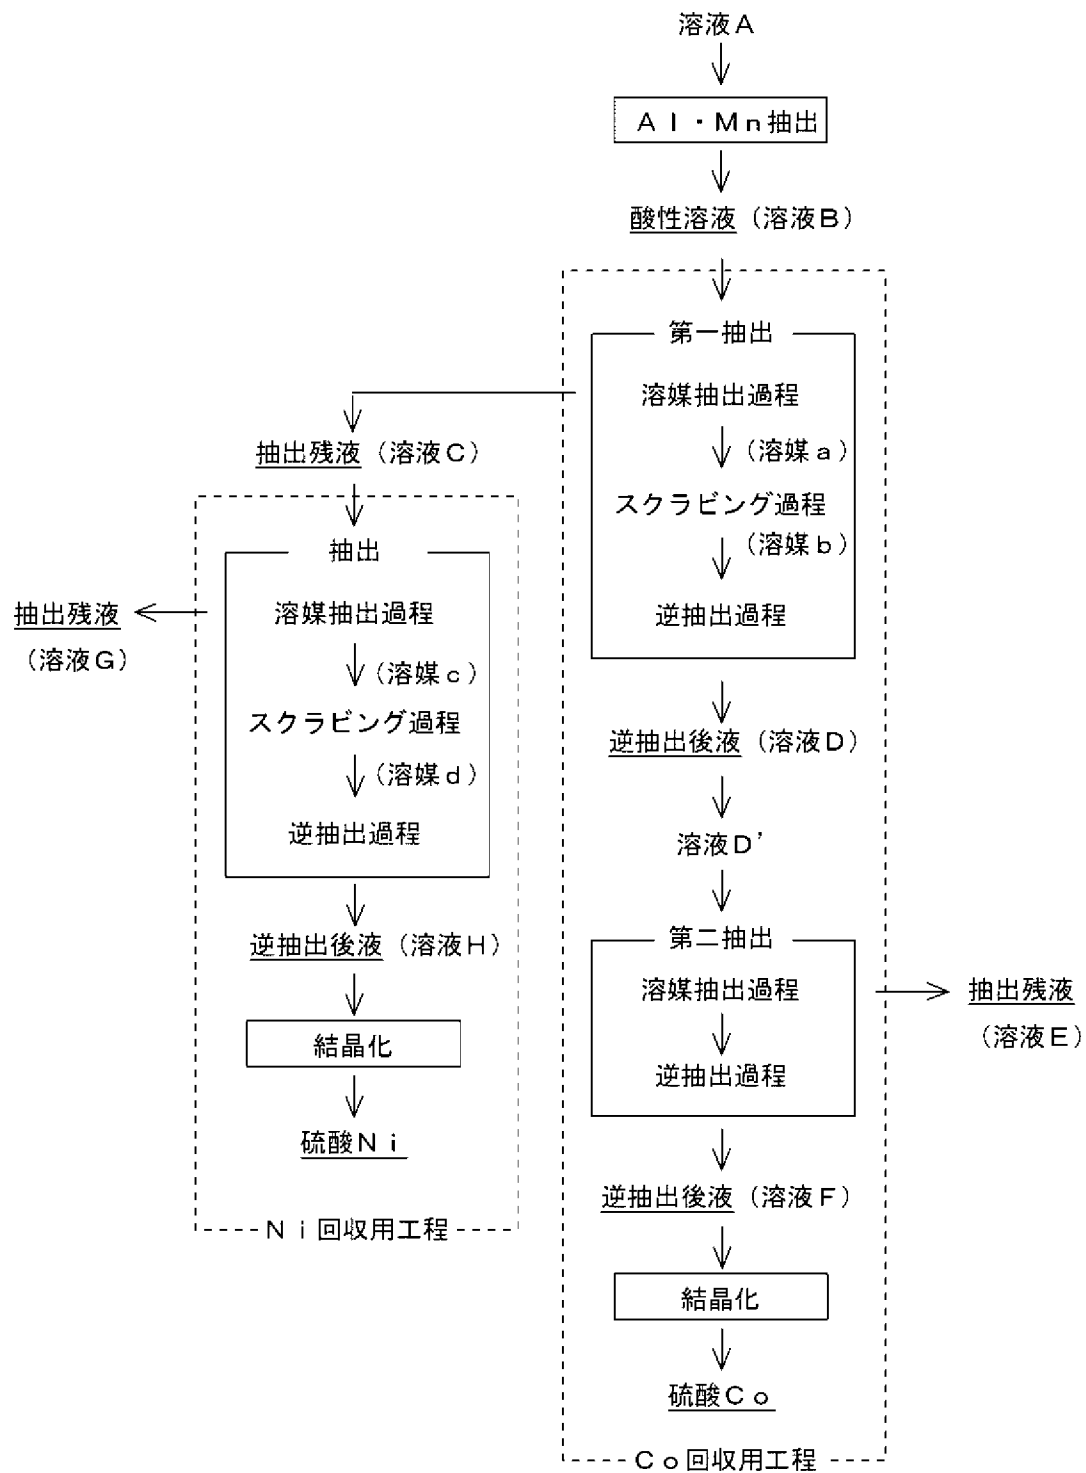 溶液A
Al・Mn抽出
酸性溶液(溶液B)
第一抽出
溶媒抽出過程
(溶媒a)
スクラビング過程
(溶媒b)
逆抽出過程
抽出残液(溶液C)
抽出
溶媒抽出過程
(溶媒c)
スクラビング過程
(溶媒d)
逆抽出過程
抽出残液
(溶液G)
逆抽出後液(溶液H)
結晶化
硫酸Ni
Ni回収用工程
逆抽出後液(溶液D)
溶液D'
第二抽出
溶媒抽出過程
逆抽出過程
抽出残液
(溶液E)
逆抽出後液(溶液F)
結晶化
硫酸Co
Co回収用工程